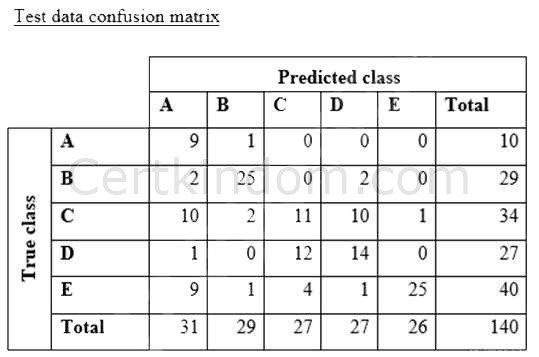 Test data confusion matrix
Predicted class
A B C D E Total
True class
A 9 1 0 0 0 10
B 2 25 0 2 0 29
C 10 2 11 10 1 34
D 1 0 12 14 0 27
E 9 1 4 1 25 40
Total 31 29 27 27 26 140
Certkindom.com